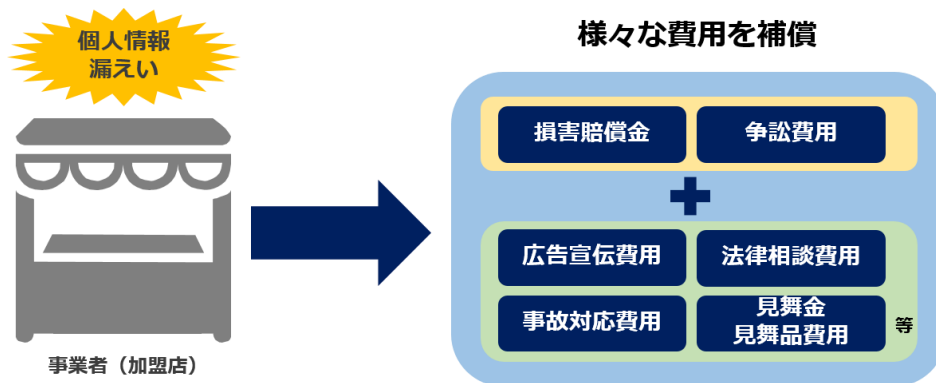 個人情報
漏えい
事業者（加盟店）
様々な費用を補償
損害賠償金
争訟費用
広告宣伝費用
法律相談費用
事故対応費用
見舞金
見舞品費用
等